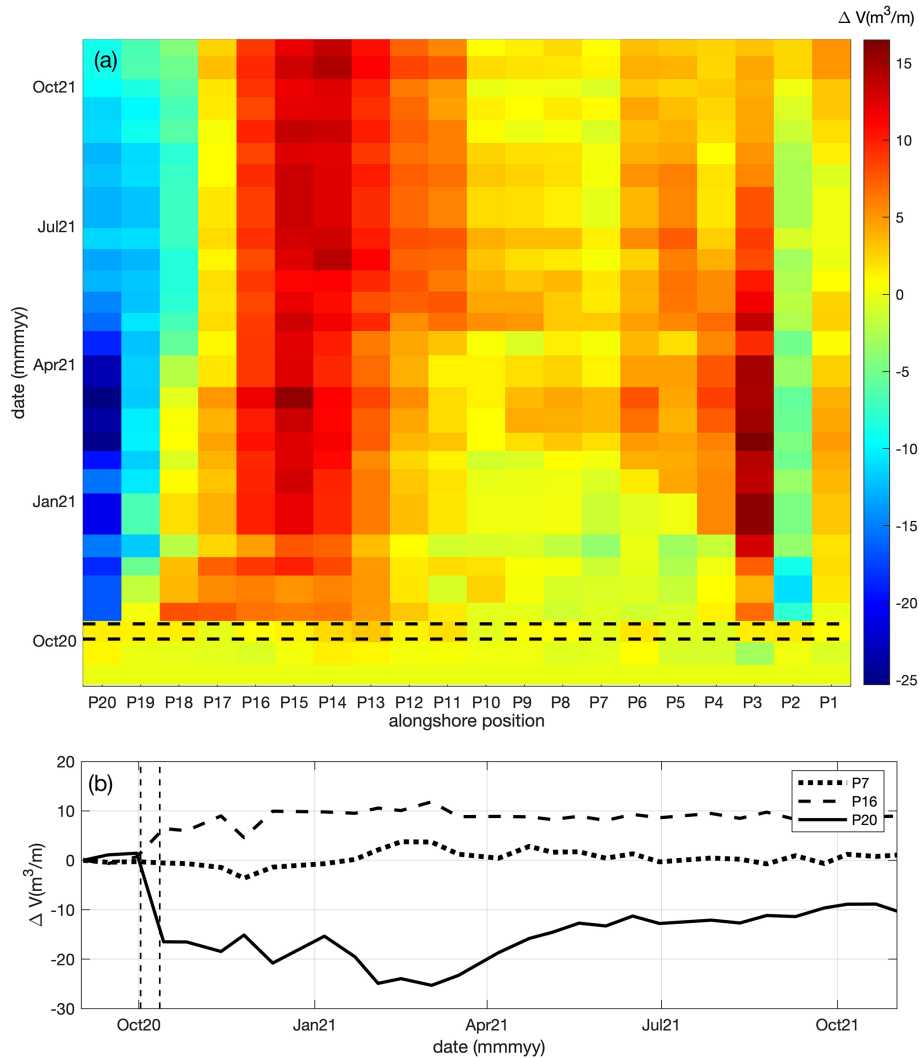 Δ V(m³/m)
(a)
Oct21
Jul21
Apr21
Jan21
Oct20
date (mmmyy)
15
10
5
0
-5
-10
-15
-20
-25
P20 P19 P18 P17 P16 P15 P14 P13 P12 P11 P10 P9 P8 P7 P6 P5 P4 P3 P2 P1
alongshore position
(b)
20
10
0
-10
-20
-30
Δ V(m³/m)
P7
P16
P20
Oct20 Jan21 Apr21 Jul21 Oct21
date (mmmyy)